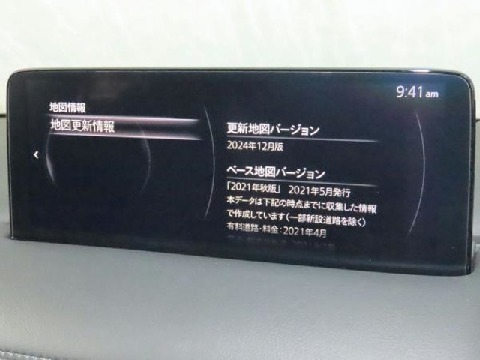 9:41 am
地図情報
地図更新情報
更新地図バージョン
2024年12月版
ベース地図バージョン
「2021年秋版」 2021年5月発行
本データは下記の時点までに収集した情報
で作成しています(一部新設道路を除く)
有料道路・料金：2021年4月